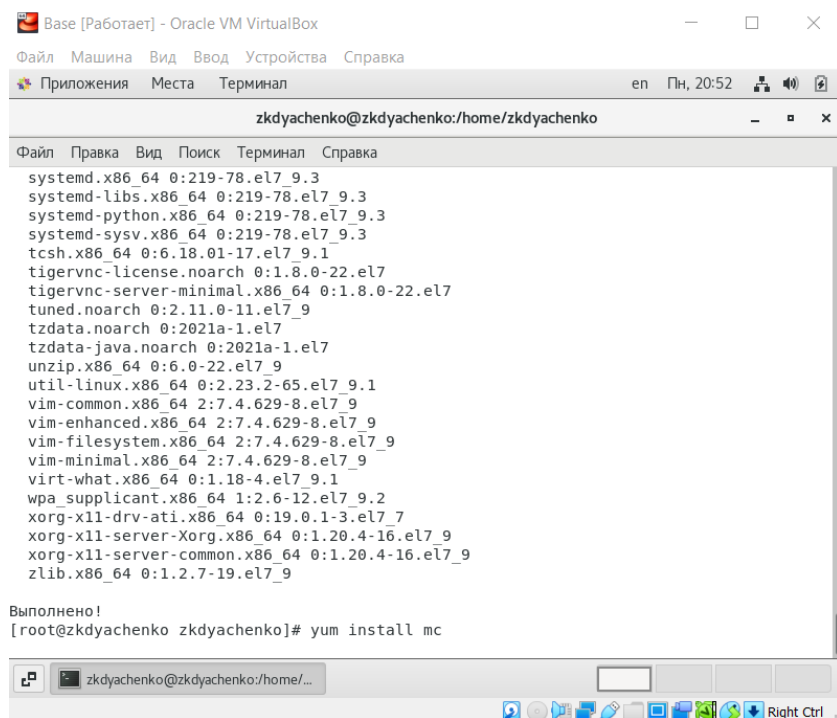 Base [Работает] - Oracle VM VirtualBox
Файл Машина Вид Ввод Устройства Справка
Приложения Места Терминал en Пн, 20:52
zkdyachenko@zkdyachenko:/home/zkdyachenko
Файл Правка Вид Поиск Терминал Справка
systemd.x86_64 0:219-78.el7_9.3
systemd-libs.x86_64 0:219-78.el7_9.3
systemd-python.x86_64 0:219-78.el7_9.3
systemd-sysv.x86_64 0:219-78.el7_9.3
tcsh.x86_64 0:6.18.01-17.el7_9.1
tigervnc-license.noarch 0:1.8.0-22.el7
tigervnc-server-minimal.x86_64 0:1.8.0-22.el7
tuned.noarch 0:2.11.0-11.el7_9
tzdata.noarch 0:2021a-1.el7
tzdata-java.noarch 0:2021a-1.el7
unzip.x86_64 0:6.0-22.el7_9
util-linux.x86_64 0:2.23.2-65.el7_9.1
vim-common.x86_64 2:7.4.629-8.el7_9
vim-enhanced.x86_64 2:7.4.629-8.el7_9
vim-filesystem.x86_64 2:7.4.629-8.el7_9
vim-minimal.x86_64 2:7.4.629-8.el7_9
virt-what.x86_64 0:1.18-4.el7_9.1
wpa_supplicant.x86_64 1:2.6-12.el7_9.2
xorg-x11-drv-ati.x86_64 0:19.0.1-3.el7_7
xorg-x11-server-Xorg.x86_64 0:1.20.4-16.el7_9
xorg-x11-server-common.x86_64 0:1.20.4-16.el7_9
zlib.x86_64 0:1.2.7-19.el7_9
Выполнено!
[root@zkdyachenko zkdyachenko]# yum install mc
zkdyachenko@zkdyachenko:/home/...
Right Ctrl